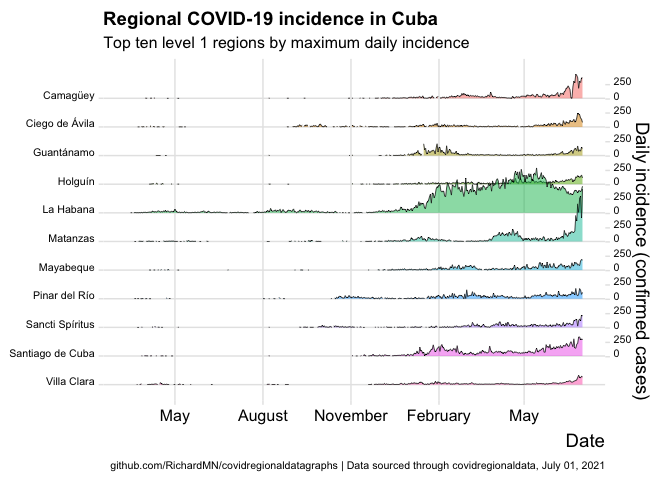 Regional COVID-19 incidence in Cuba
Top ten level 1 regions by maximum daily incidence
Camagüey
250
0
Ciego de Ávila
250
0
Guantánamo
250
0
Holguín
250
0
La Habana
250
0
Matanzas
250
0
Mayabeque
250
0
Pinar del Río
250
0
Sancti Spíritus
250
0
Santiago de Cuba
250
0
Villa Clara
Daily incidence (confirmed cases)
May
August
November
February
May
Date
github.com/RichardMN/covidregionaldatagraphs | Data sourced through covidregionaldata, July 01, 2021